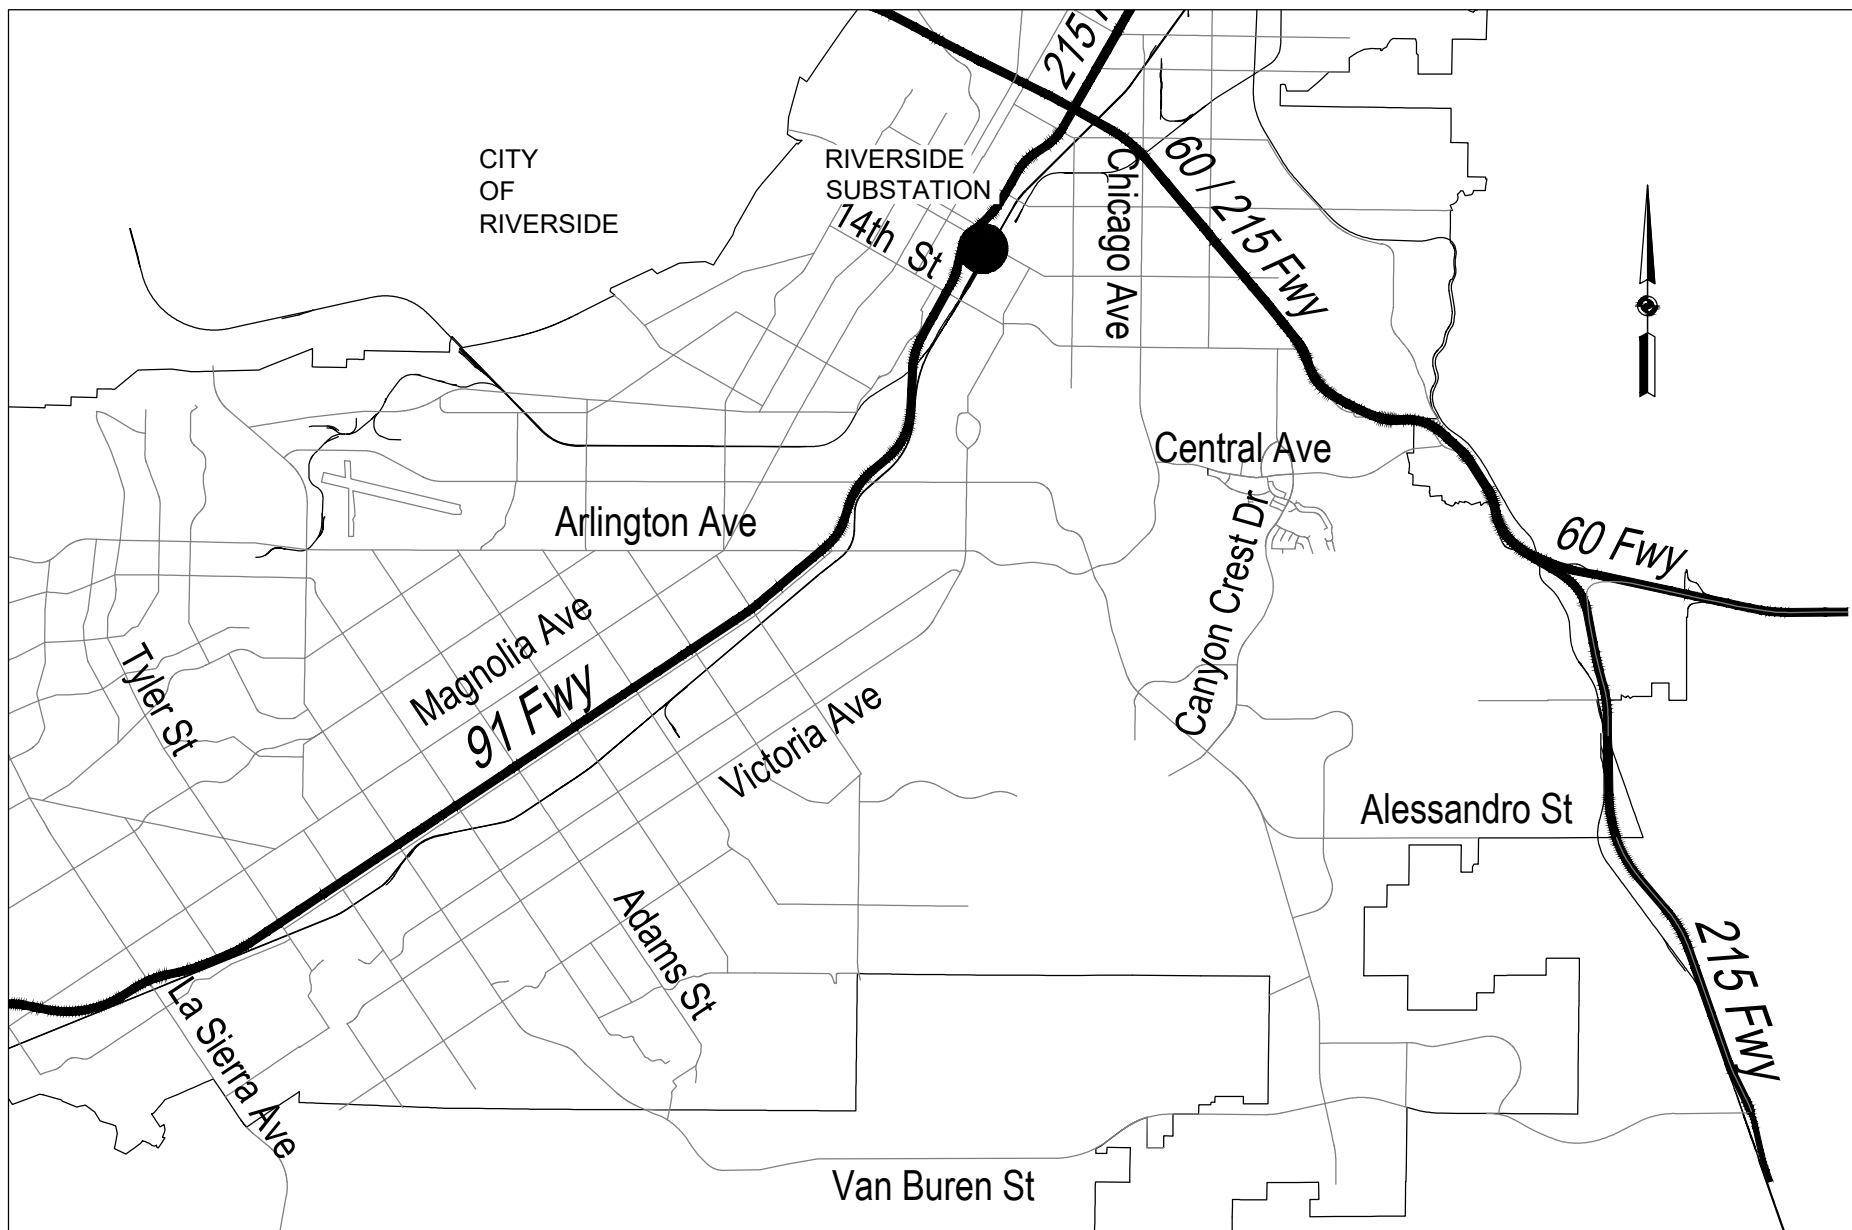 215 F
CITY
OF
RIVERSIDE
RIVERSIDE
SUBSTATION
14th St
Chicago Ave
60 / 215 Fwy
Central Ave
Arlington Ave
Canyon Crest Dr
60 Fwy
Magnolia Ave
91 Fwy
Tyler St
Victoria Ave
Alessandro St
Adams St
215 Fwy
La Sierra Ave
Van Buren St